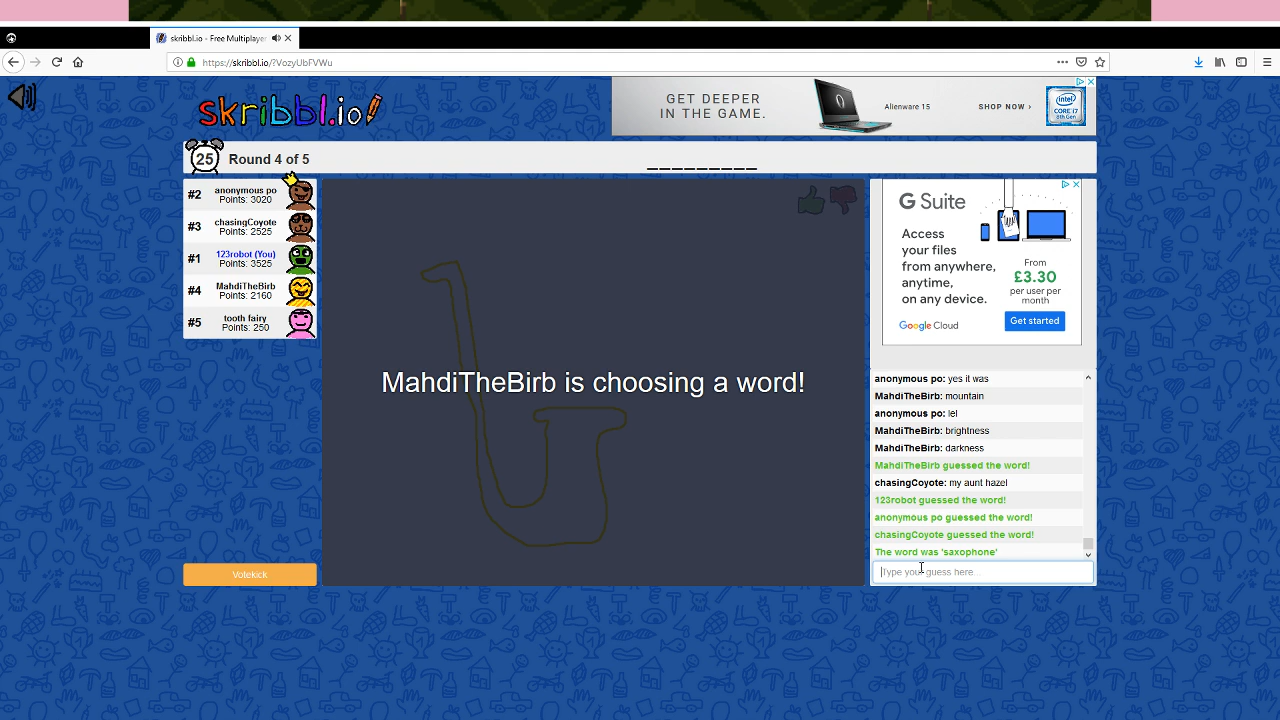 skribbl.io - Free Multiplayer
https://skribbl.io/?VozyUbFVWu
skribbl.io
GET DEEPER
IN THE GAME.
Alienware 15
SHOP NOW ›
intel
CORE i7
8th Gen
25
Round 4 of 5
_________
#2
anonymous po
Points: 3020
#3
chasingCoyote
Points: 2525
#1
123robot (You)
Points: 3525
#4
MahdiTheBirb
Points: 2160
#5
tooth fairy
Points: 250
Votekick
MahdiTheBirb is choosing a word!
G Suite
Access
your files
from anywhere,
anytime,
on any device.
From
£3.30
per user per
month
Google Cloud
Get started
anonymous po: yes it was
MahdiTheBirb: mountain
anonymous po: lel
MahdiTheBirb: brightness
MahdiTheBirb: darkness
MahdiTheBirb guessed the word!
chasingCoyote: my aunt hazel
123robot guessed the word!
anonymous po guessed the word!
chasingCoyote guessed the word!
The word was 'saxophone'
Type your guess here...